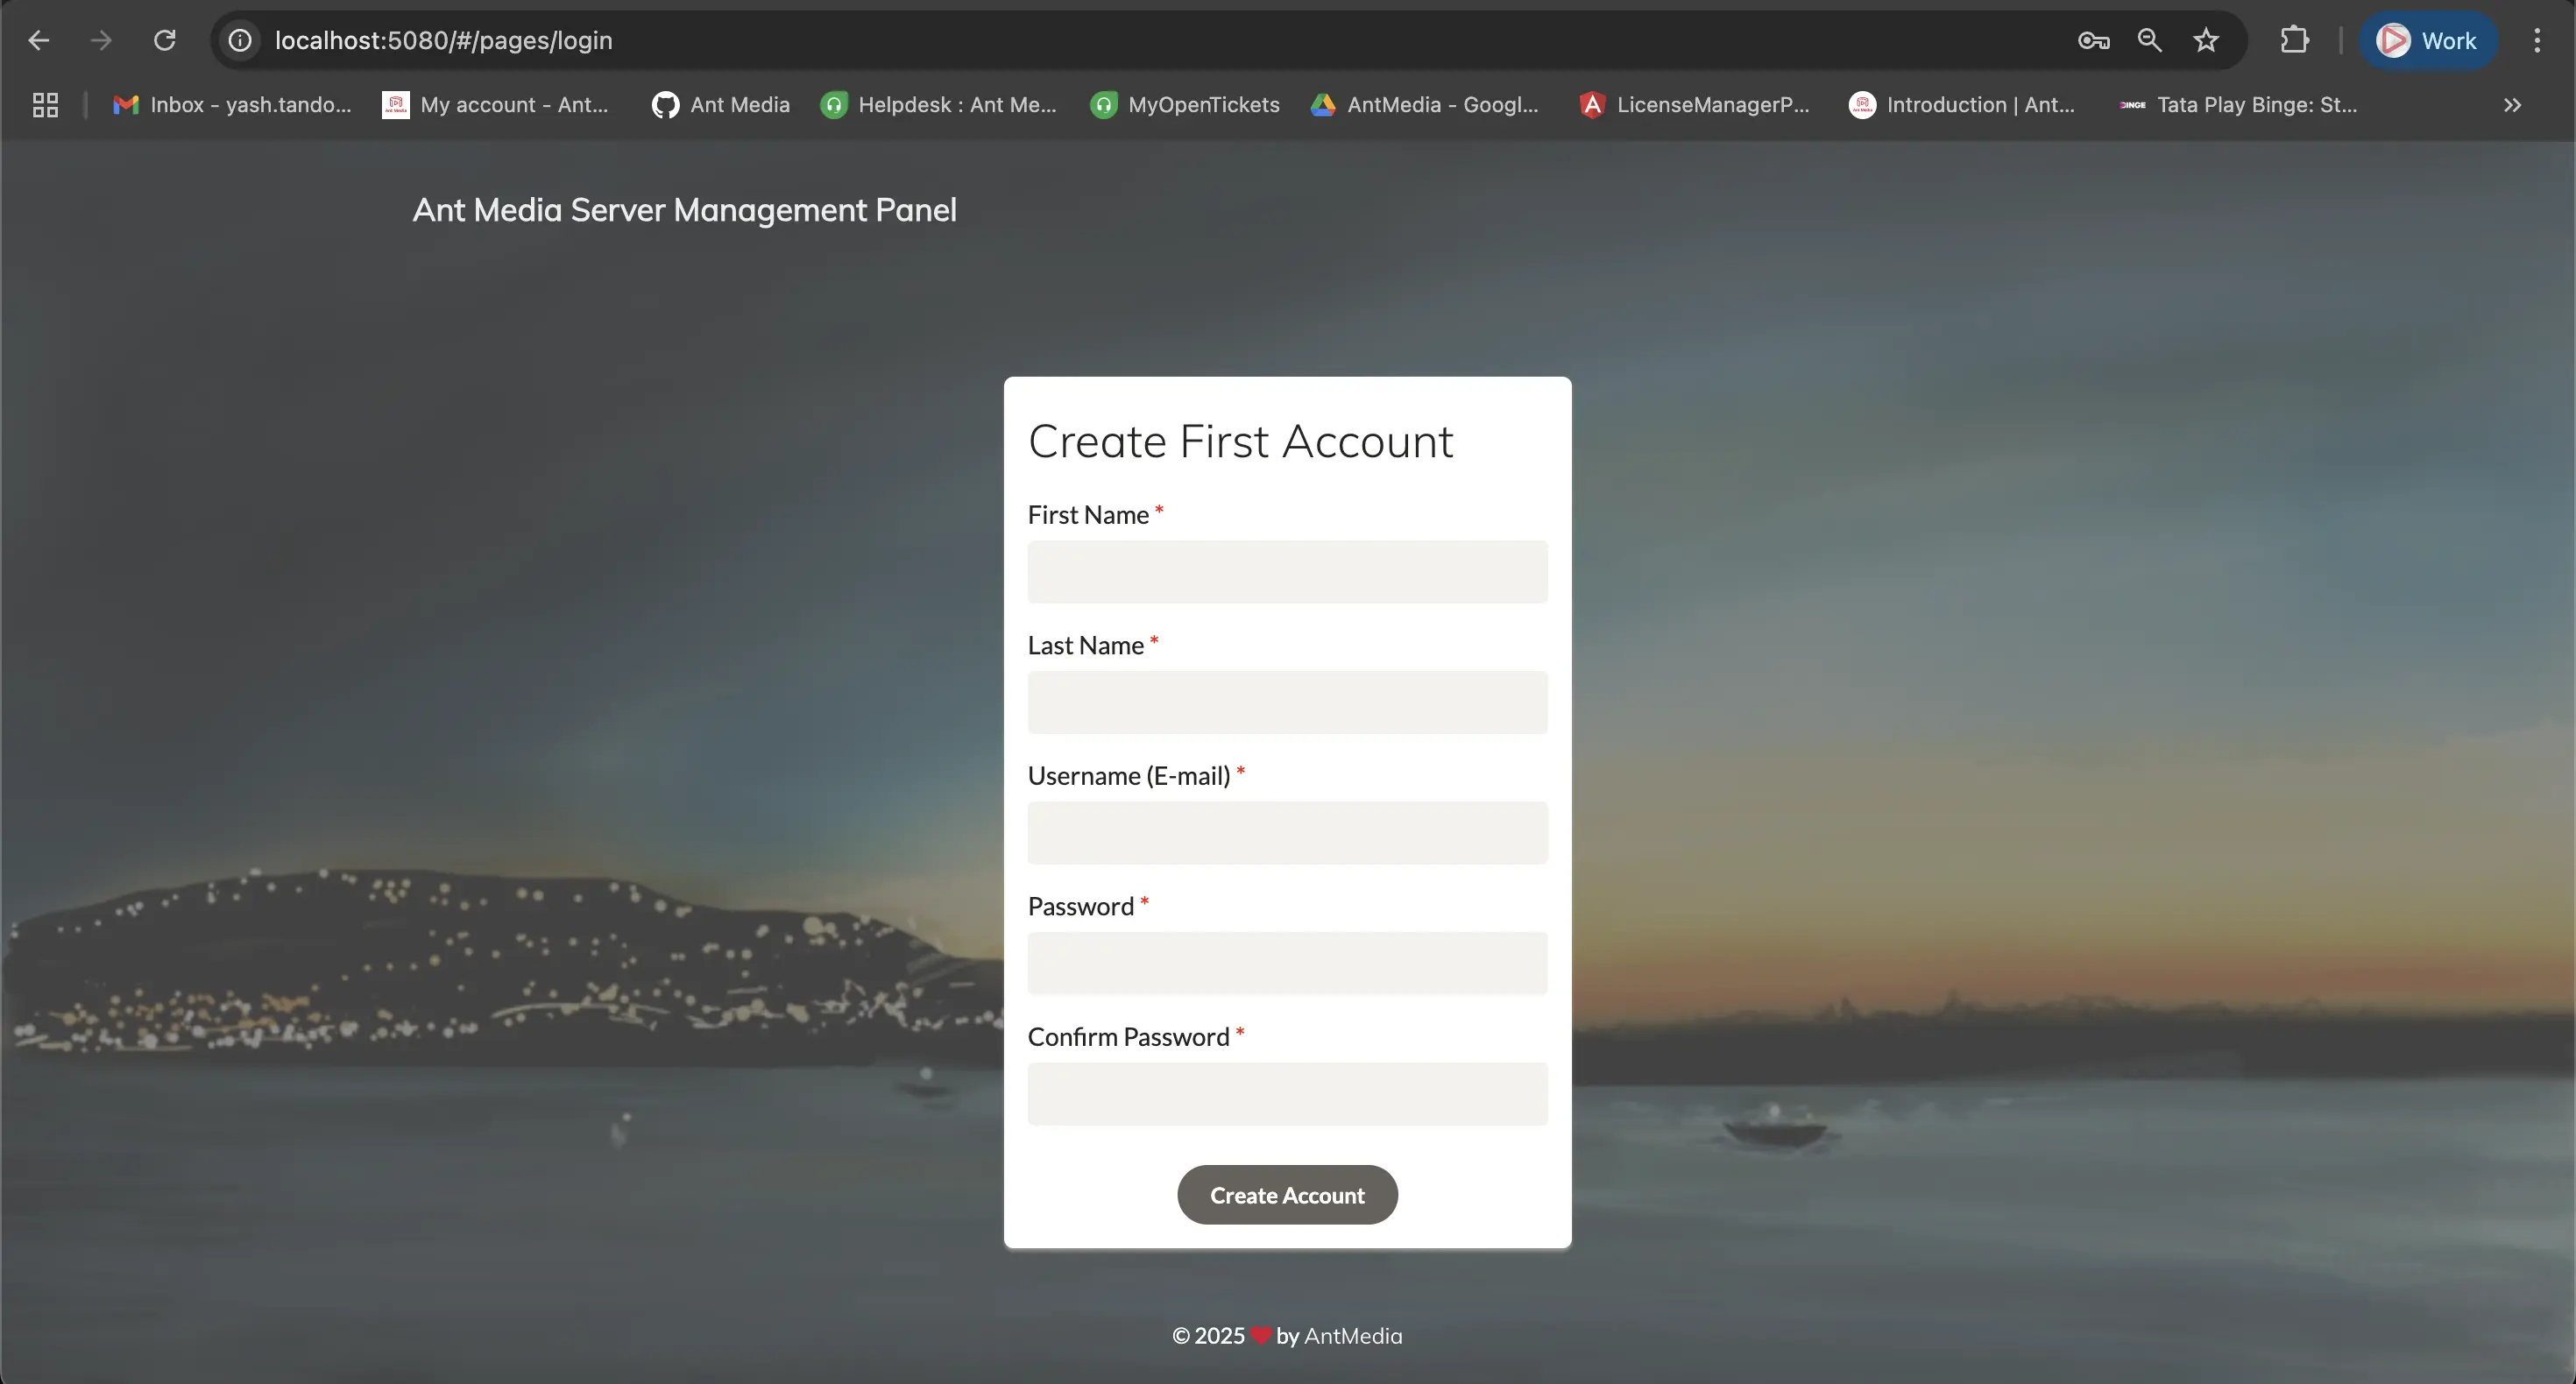 localhost:5080/#/pages/login
Work
Inbox - yash.tando...
My account - Ant...
Ant Media
Helpdesk : Ant Me...
MyOpenTickets
AntMedia - Googl...
LicenseManagerP...
Introduction | Ant...
BINGE
Tata Play Binge: St...
Ant Media Server Management Panel
Create First Account
First Name *
Last Name *
Username (E-mail) *
Password *
Confirm Password *
Create Account
© 2025 ❤ by AntMedia